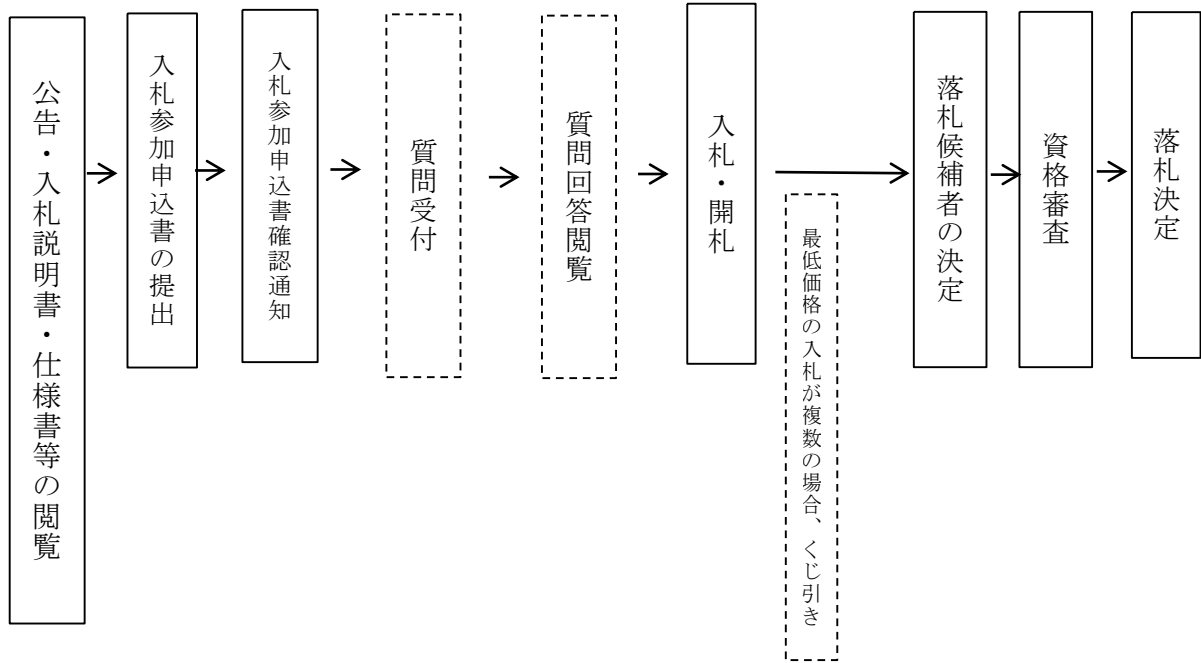 公告・入札説明書・仕様書等の閲覧
入札参加申込書の提出
入札参加申込書確認通知
質問受付
質問回答閲覧
入札・開札
最低価格の入札が複数の場合、くじ引き
落札候補者の決定
資格審査
落札決定